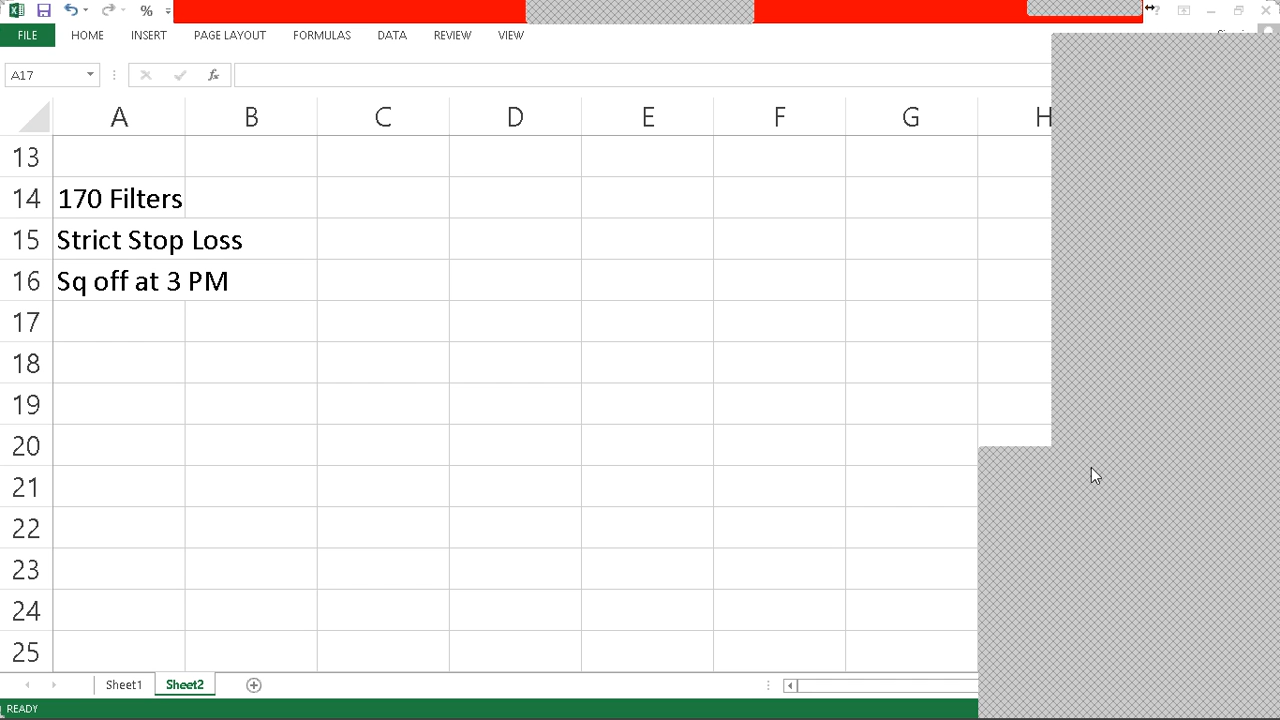 %
?
FILE HOME INSERT PAGE LAYOUT FORMULAS DATA REVIEW VIEW
A17 fx
A B C D E F G H
13
14 170 Filters
15 Strict Stop Loss
16 Sq off at 3 PM
17
18
19
20
21
22
23
24
25
Sheet1 Sheet2
READY